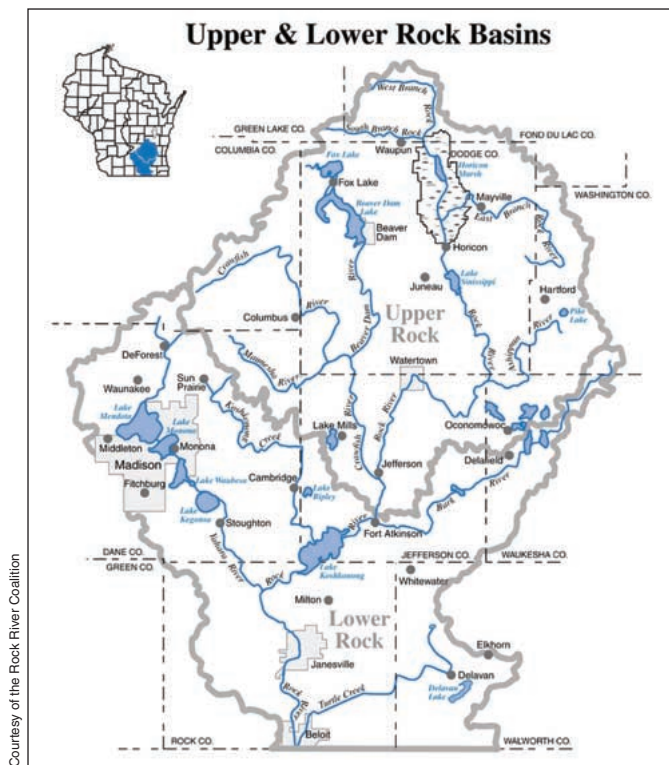 Upper & Lower Rock Basins
West Branch
Rock
South Branch Rock
GREEN LAKE CO.
FOND DU LAC CO.
COLUMBIA CO.
Waupun
DODGE CO.
Fox Lake
Horicon
Marsh
WASHINGTON CO.
Fox Lake
Mayville
East Branch
Rock
River
Beaver Dam
Lake
Beaver
Dam
Horicon
Crawfish
River
Juneau
Lake
Sinissippi
Hartford
Columbus
River
Beaver Dam
Upper
Rock
Rock
River
Ashippun
River
Pike
Lake
DeForest
Maunesha River
Watertown
Waunakee
Sun
Prairie
Lake
Mendota
Koshkonong
Creek
Lake
Monona
Lake Mills
Crawfish
River
Rock River
Oconomowoc
Middleton
Monona
Madison
Lake Waubesa
Jefferson
Delafield
Bark
River
Fitchburg
Cambridge
Lake
Ripley
Lake
Kegonsa
Stoughton
River
Fort Atkinson
DANE CO.
GREEN CO.
Yahara River
Rock
Lake
Koshkonong
JEFFERSON CO.
WAUKESHA CO.
Whitewater
Milton
Lower
Rock
Elkhorn
Janesville
Delavan
Rock
River
Turtle Creek
Delavan
Lake
Beloit
ROCK CO.
WALWORTH CO.
Courtesy of the Rock River Coalition